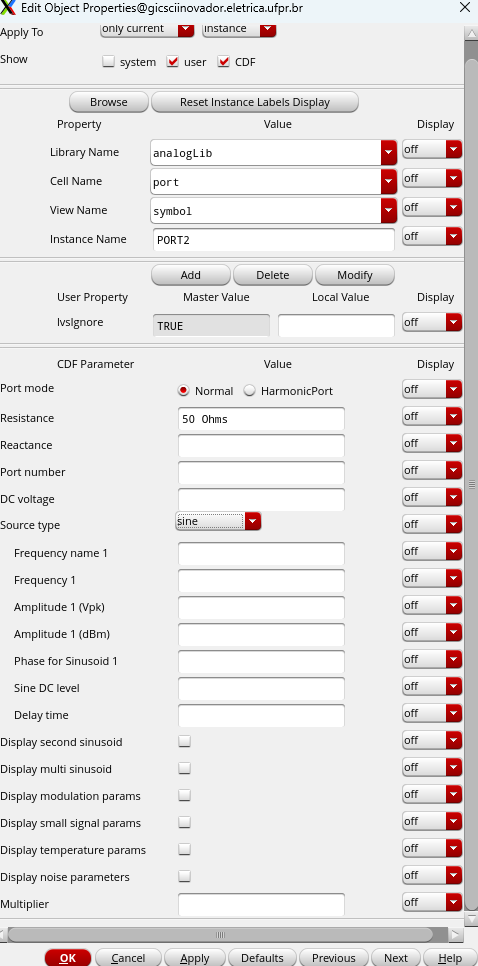 Edit Object Properties@gicsciinovador.eletrica.ufpr.br
Apply To only current instance
Show system user CDF
Browse Reset Instance Labels Display
Property Value Display
Library Name analogLib off
Cell Name port off
View Name symbol off
Instance Name PORT2 off
Add Delete Modify
User Property Master Value Local Value Display
lvsIgnore TRUE off
CDF Parameter Value Display
Port mode Normal HarmonicPort off
Resistance 50 Ohms off
Reactance off
Port number off
DC voltage off
Source type sine off
Frequency name 1 off
Frequency 1 off
Amplitude 1 (Vpk) off
Amplitude 1 (dBm) off
Phase for Sinusoid 1 off
Sine DC level off
Delay time off
Display second sinusoid off
Display multi sinusoid off
Display modulation params off
Display small signal params off
Display temperature params off
Display noise parameters off
Multiplier off
OK Cancel Apply Defaults Previous Next Help